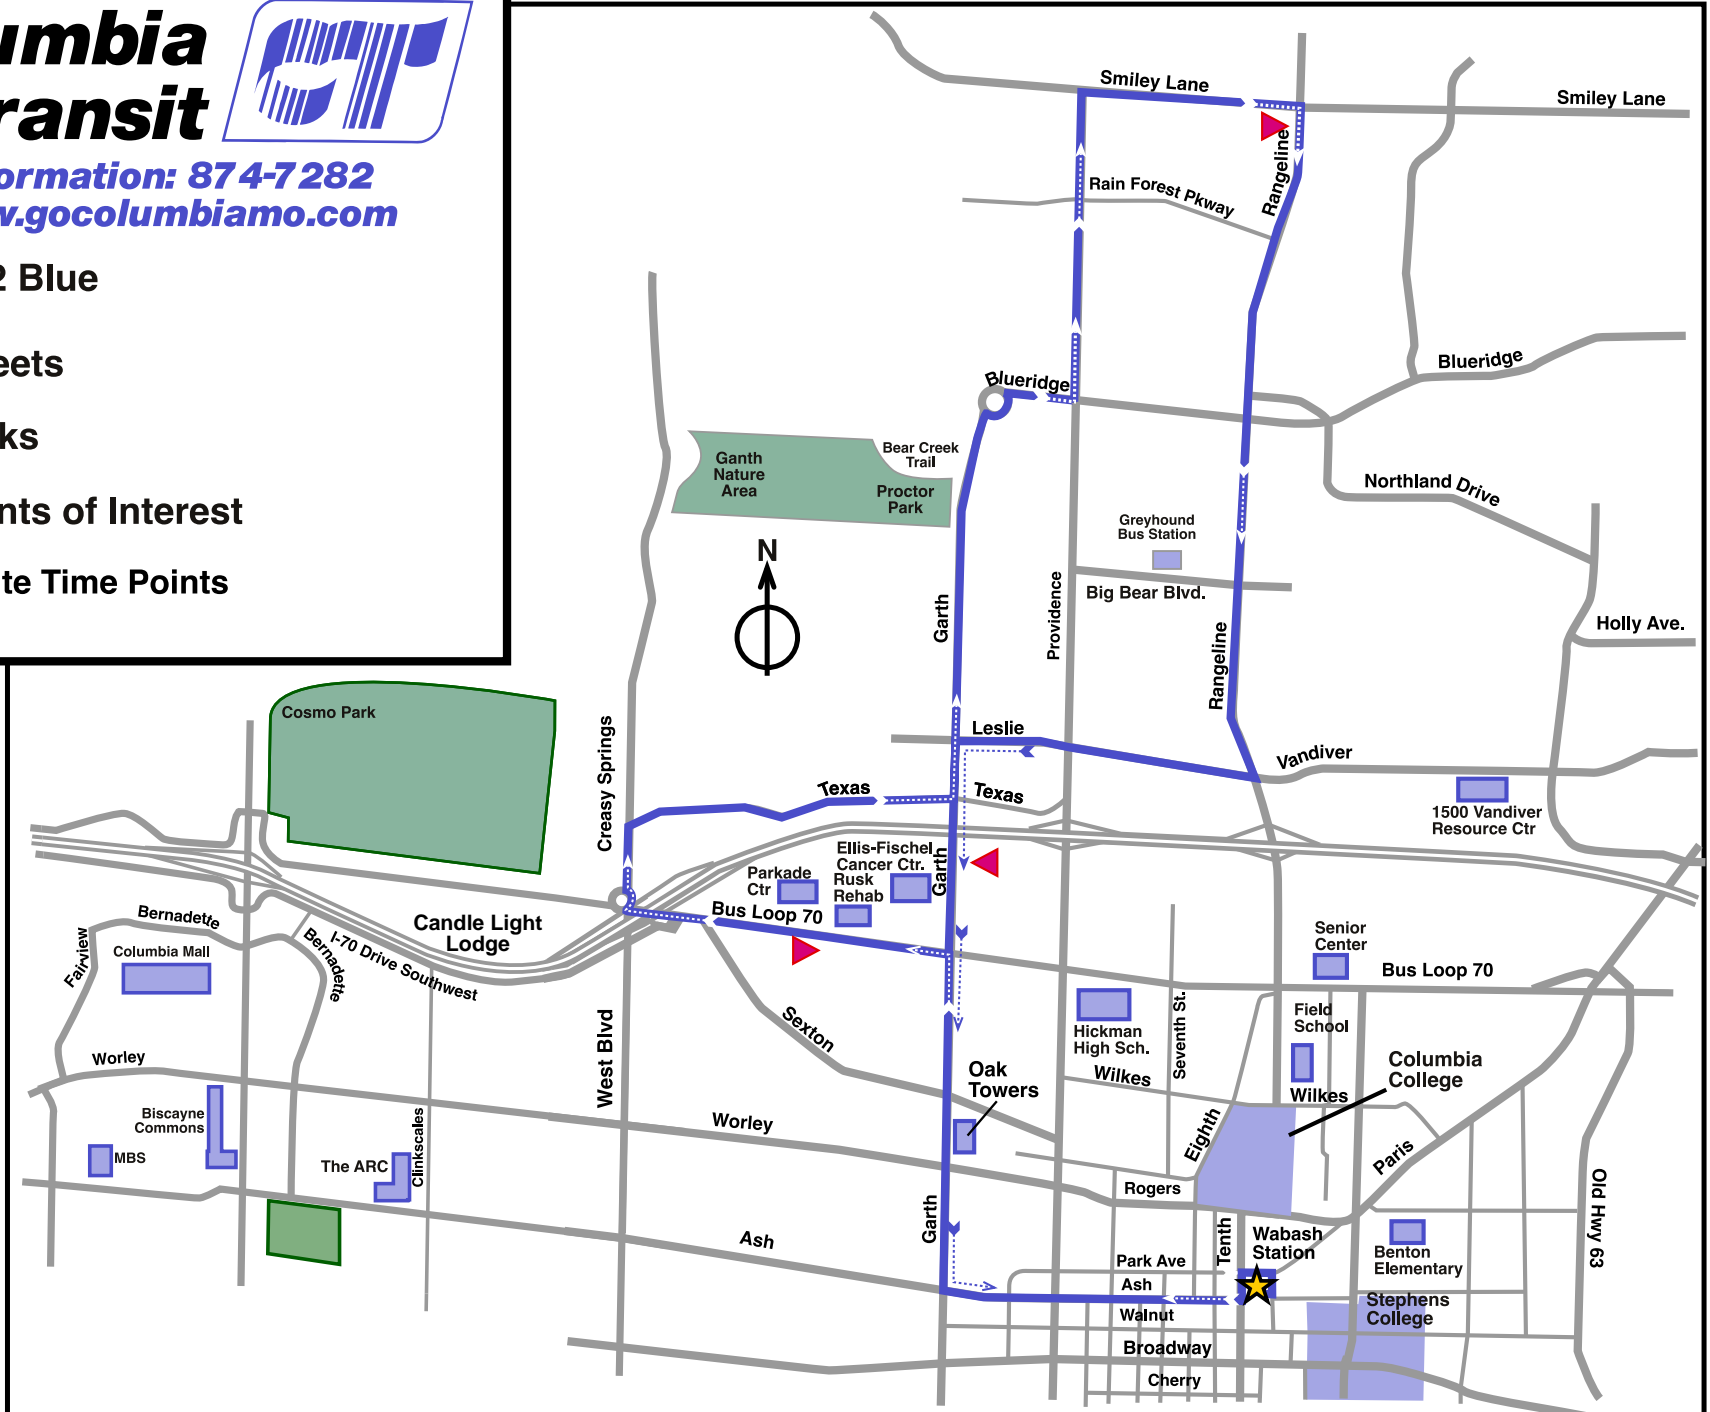 umbia
ransit
ormation: 874-7282
w.gocolumbiamo.com
2 Blue
eets
ks
nts of Interest
te Time Points
Smiley Lane
Smiley Lane
Rangeline
Rain Forest Pkway
Blueridge
Blueridge
Bear Creek
Trail
Ganth
Nature
Area
Proctor
Park
Northland Drive
Greyhound
Bus Station
N
Big Bear Blvd.
Garth
Providence
Holly Ave.
Rangeline
Cosmo Park
Creasy Springs
Leslie
Vandiver
Texas
Texas
1500 Vandiver
Resource Ctr
Ellis-Fischel
Cancer Ctr.
Garth
Parkade
Ctr
Rusk
Rehab
Bus Loop 70
Candle Light
Lodge
Bernadette
Fairview
Columbia Mall
Bernadette
I-70 Drive Southwest
Senior
Center
Bus Loop 70
Sexton
West Blvd
Hickman
High Sch.
Seventh St.
Field
School
Worley
Oak
Towers
Wilkes
Columbia
College
Wilkes
Biscayne
Commons
Worley
Eighth
MBS
The ARC
Clinkscales
Paris
Rogers
Garth
Old Hwy 63
Ash
Tenth
Wabash
Station
Park Ave
Benton
Elementary
Ash
Walnut
Stephens
College
Broadway
Cherry